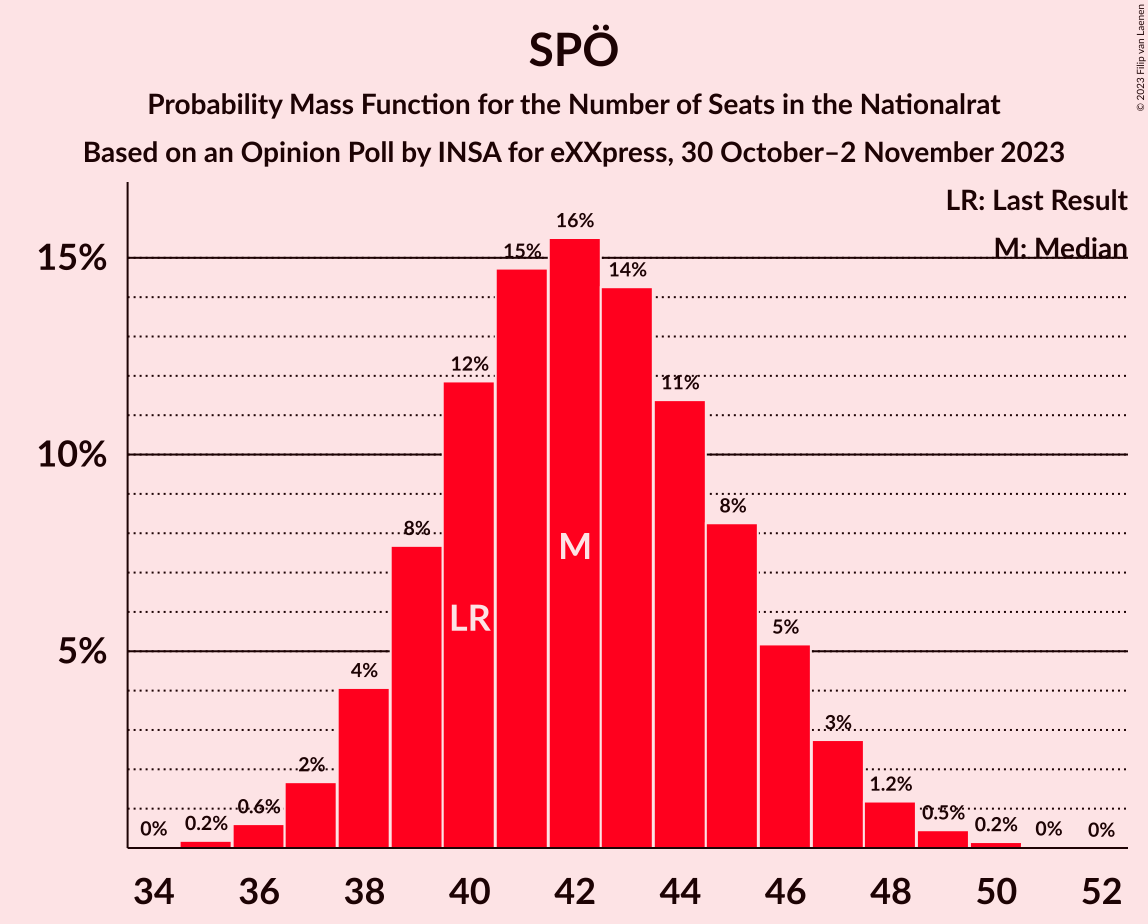 SPÖ
Probability Mass Function for the Number of Seats in the Nationalrat
Based on an Opinion Poll by INSA for eXXpress, 30 October–2 November 2023
© 2023 Filip van Laenen
LR: Last Result
M: Median
15%
10%
5%
0%
0.2%
0.6%
2%
4%
8%
12%
15%
16%
14%
11%
8%
5%
3%
1.2%
0.5%
0.2%
0%
0%
LR
M
34 36 38 40 42 44 46 48 50 52